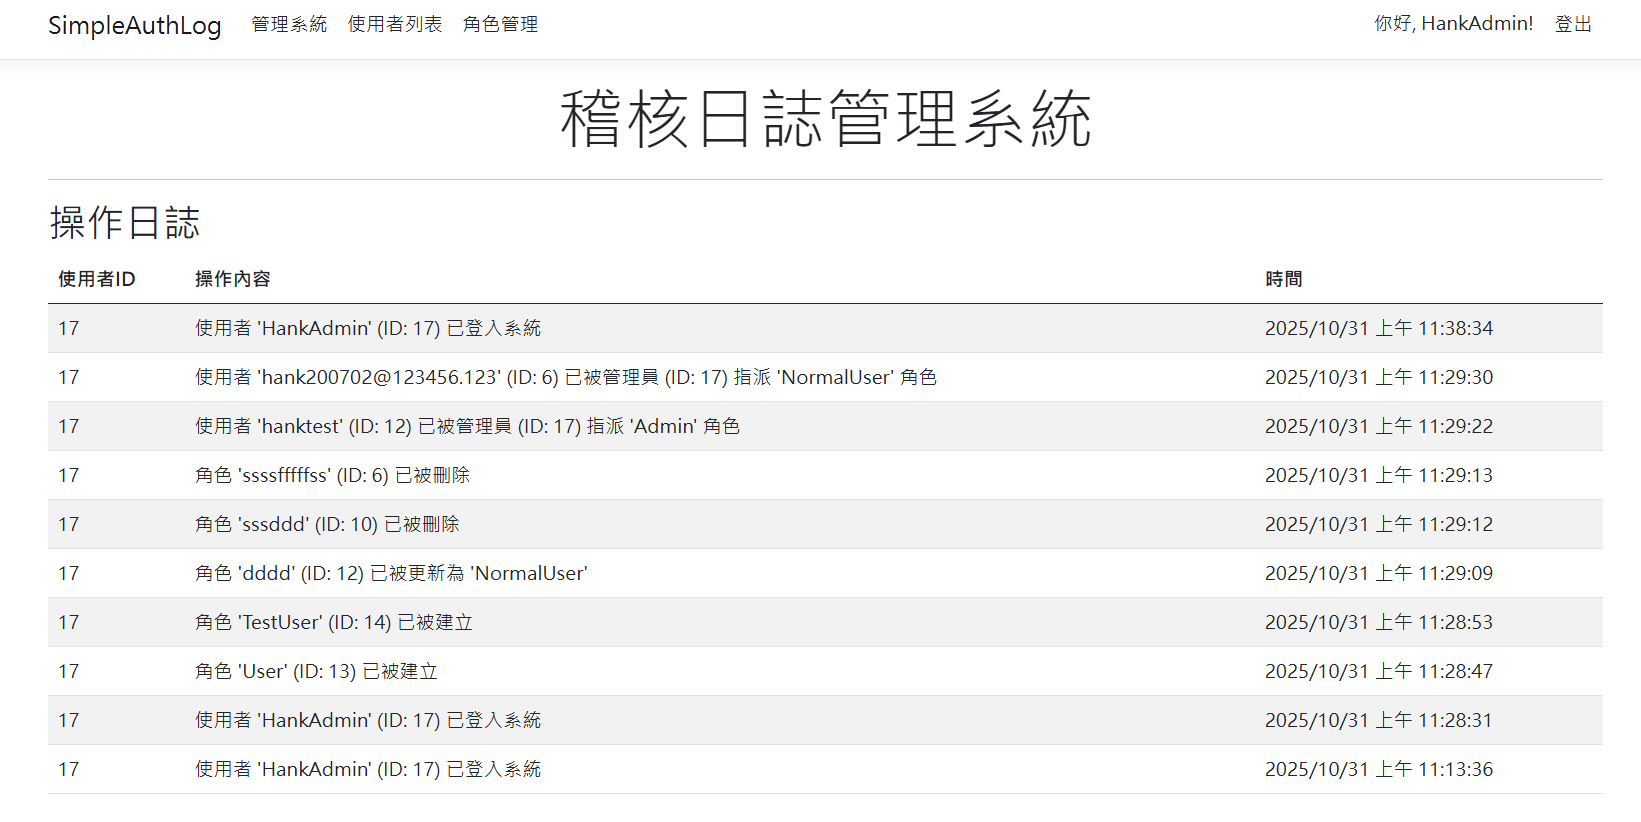 SimpleAuthLog 管理系統 使用者列表 角色管理 你好, HankAdmin! 登出
稽核日誌管理系統
操作日誌
使用者ID 操作內容 時間
17 使用者 'HankAdmin' (ID: 17) 已登入系統 2025/10/31 上午 11:38:34
17 使用者 'hank200702@123456.123' (ID: 6) 已被管理員 (ID: 17) 指派 'NormalUser' 角色 2025/10/31 上午 11:29:30
17 使用者 'hanktest' (ID: 12) 已被管理員 (ID: 17) 指派 'Admin' 角色 2025/10/31 上午 11:29:22
17 角色 'ssssfffffss' (ID: 6) 已被刪除 2025/10/31 上午 11:29:13
17 角色 'sssddd' (ID: 10) 已被刪除 2025/10/31 上午 11:29:12
17 角色 'dddd' (ID: 12) 已被更新為 'NormalUser' 2025/10/31 上午 11:29:09
17 角色 'TestUser' (ID: 14) 已被建立 2025/10/31 上午 11:28:53
17 角色 'User' (ID: 13) 已被建立 2025/10/31 上午 11:28:47
17 使用者 'HankAdmin' (ID: 17) 已登入系統 2025/10/31 上午 11:28:31
17 使用者 'HankAdmin' (ID: 17) 已登入系統 2025/10/31 上午 11:13:36